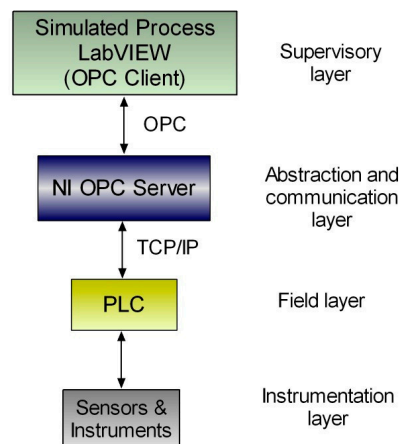 Simulated Process
LabVIEW
(OPC Client)
Supervisory
layer
OPC
NI OPC Server
Abstraction and
communication
layer
TCP/IP
PLC
Field layer
Sensors &
Instruments
Instrumentation
layer